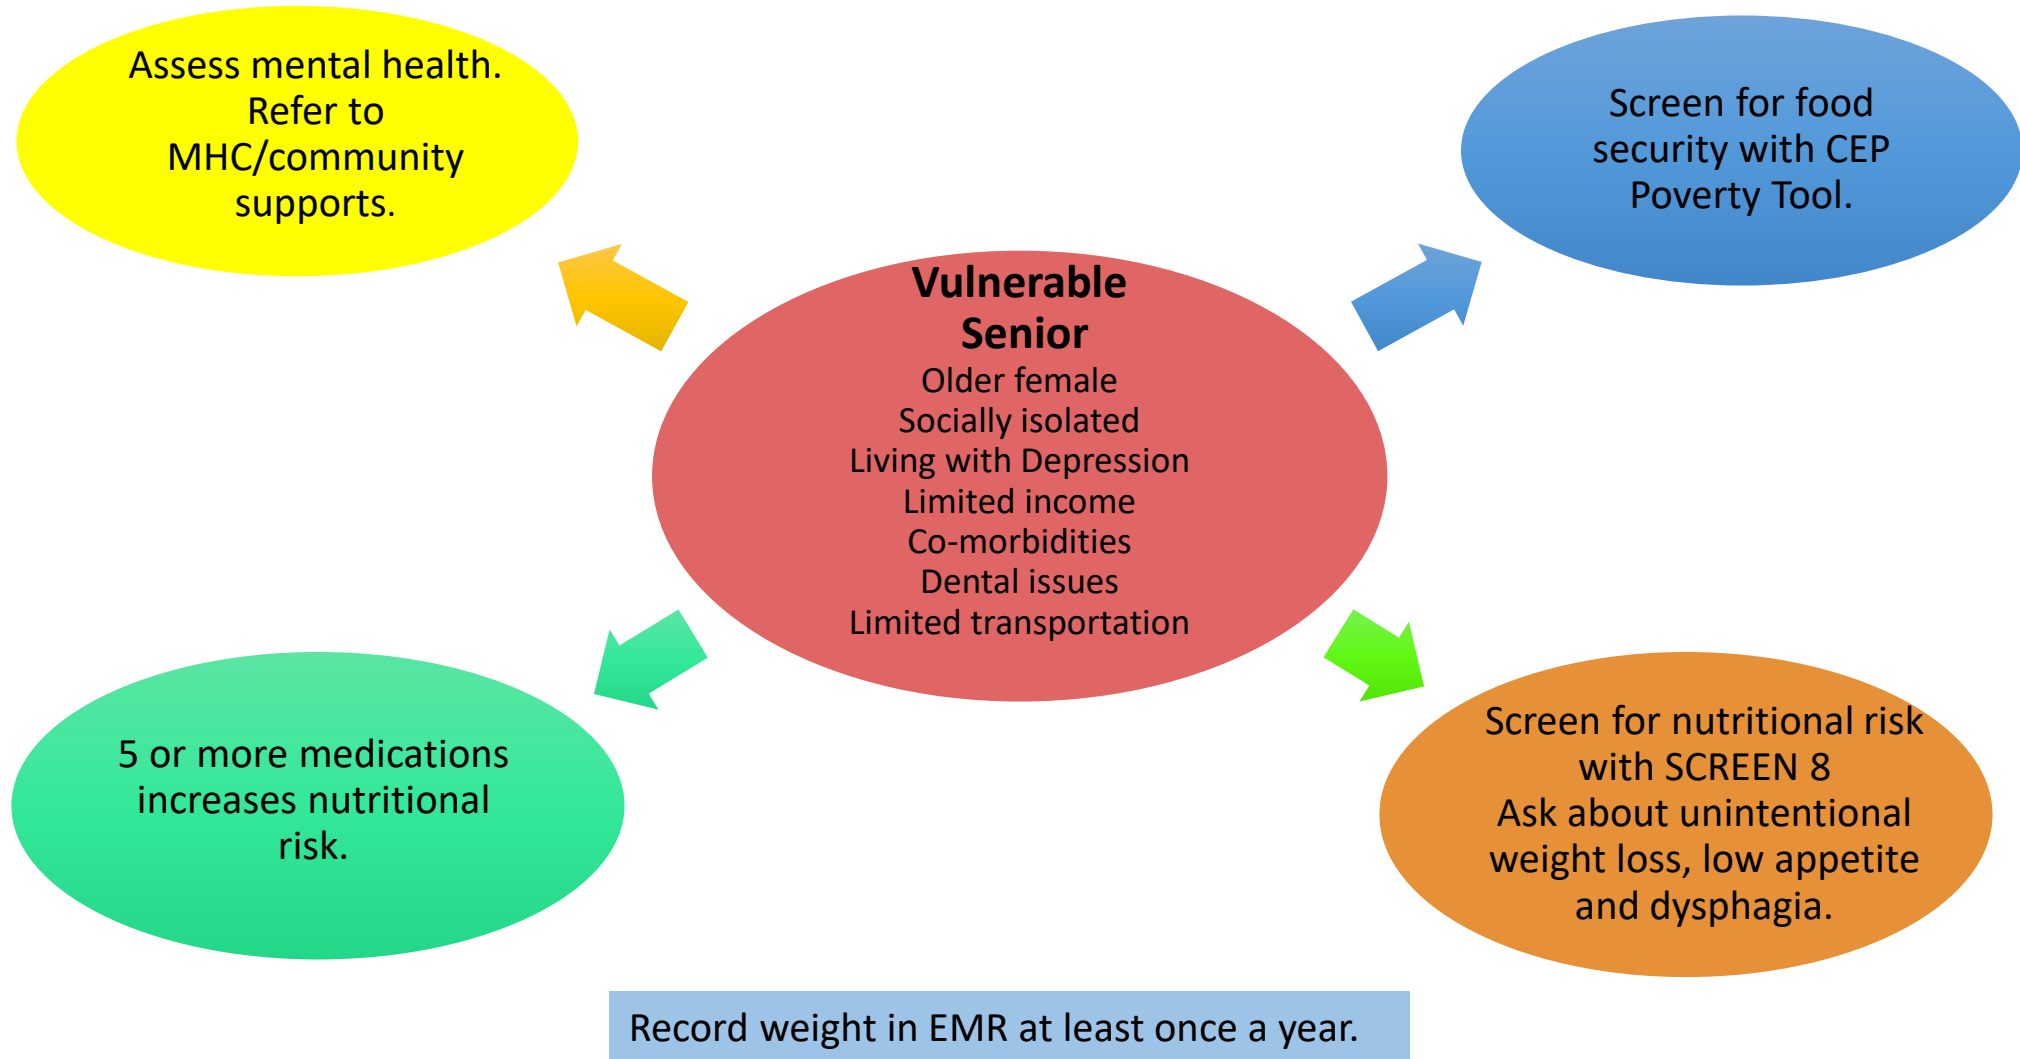 Assess mental health.
Refer to
MHC/community
supports.
Screen for food
security with CEP
Poverty Tool.
Vulnerable
Senior
Older female
Socially isolated
Living with Depression
Limited income
Co-morbidities
Dental issues
Limited transportation
5 or more medications
increases nutritional
risk.
Screen for nutritional risk
with SCREEN 8
Ask about unintentional
weight loss, low appetite
and dysphagia.
Record weight in EMR at least once a year.